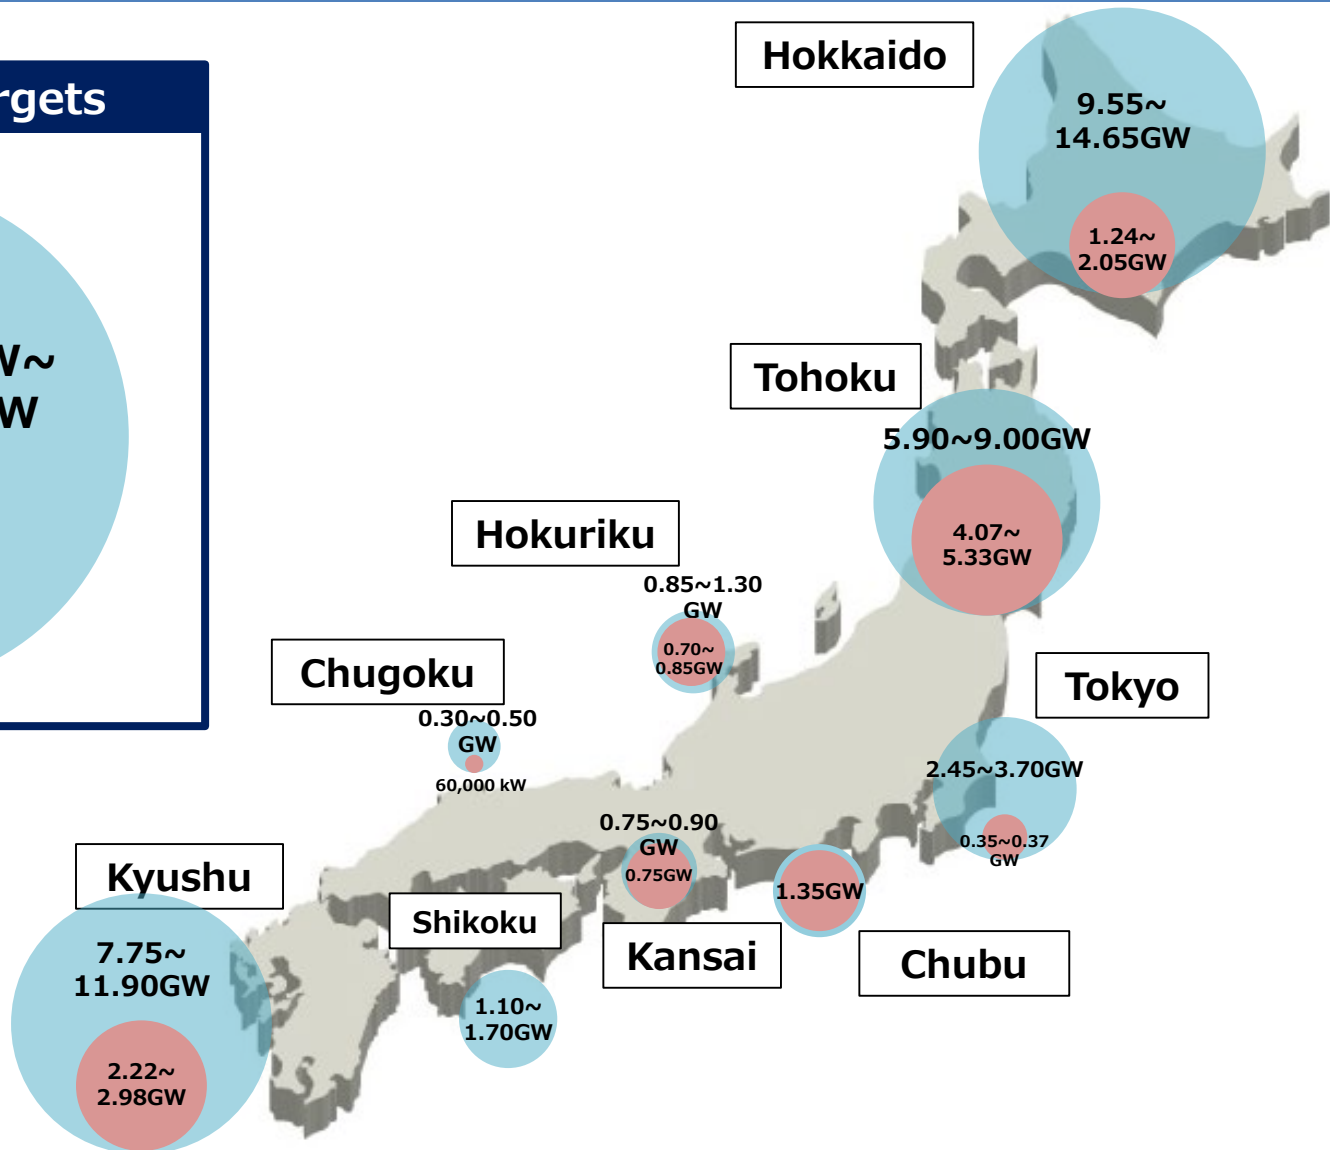 rgets
W~
W
Hokkaido
9.55~
14.65GW
1.24~
2.05GW
Tohoku
5.90~9.00GW
4.07~
5.33GW
Hokuriku
0.85~1.30
GW
0.70~
0.85GW
Chugoku
0.30~0.50
GW
60,000 kW
Tokyo
2.45~3.70GW
0.35~0.37
GW
0.75~0.90
GW
0.75GW
Kansai
1.35GW
Chubu
Kyushu
7.75~
11.90GW
2.22~
2.98GW
Shikoku
1.10~
1.70GW